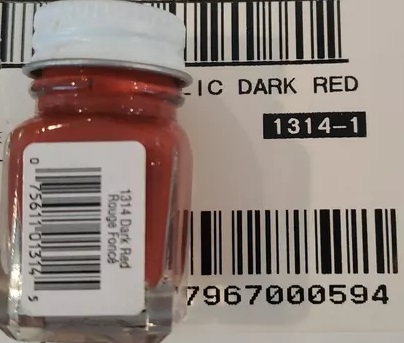 LIC DARK RED
1314-1
1314 Dark Red
Rouge Foncé
0 75611 01314 5
7967000594